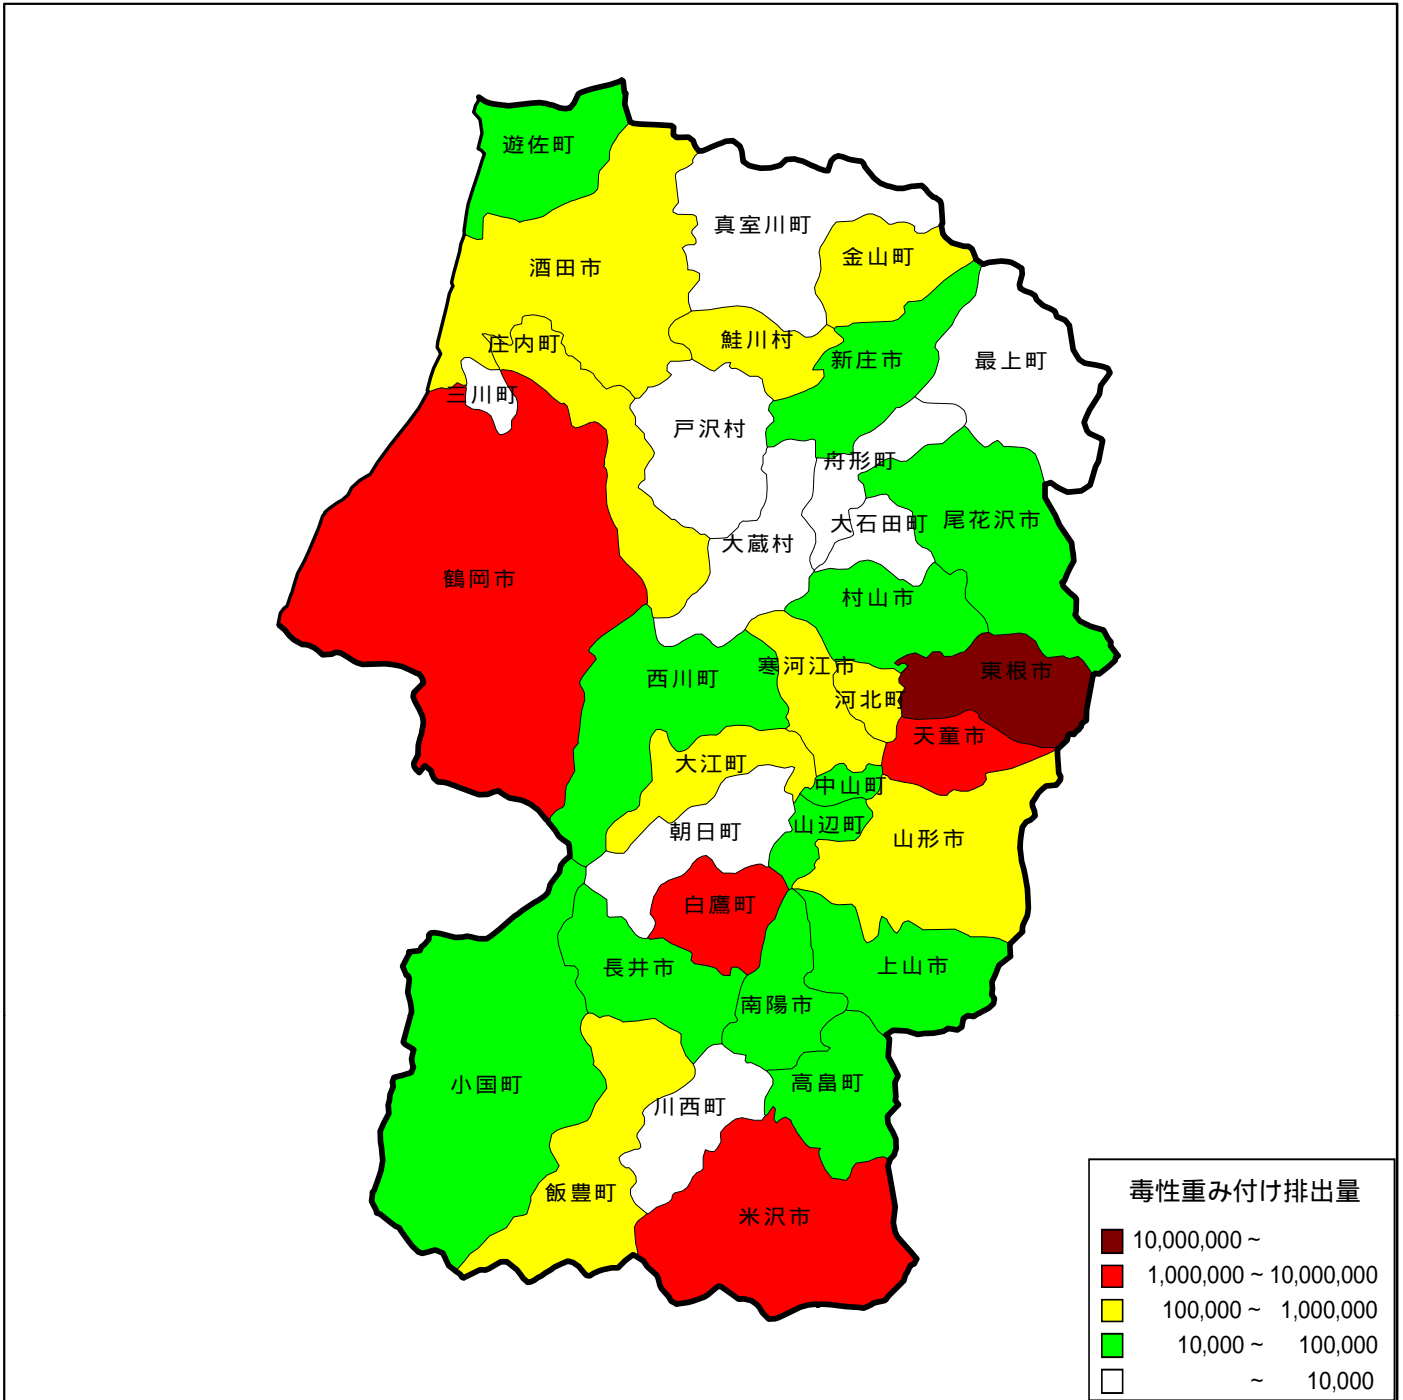 遊佐町
真室川町
金山町
酒田市
庄内町
鮭川村
新庄市
最上町
三川町
戸沢村
舟形町
大石田町
尾花沢市
大蔵村
鶴岡市
村山市
寒河江市
東根市
西川町
河北町
天童市
大江町
中山町
朝日町
山辺町
山形市
白鷹町
長井市
上山市
南陽市
小国町
高畠町
川西町
飯豊町
米沢市
毒性重み付け排出量
10,000,000 ~
1,000,000 ~ 10,000,000
100,000 ~ 1,000,000
10,000 ~ 100,000
~ 10,000